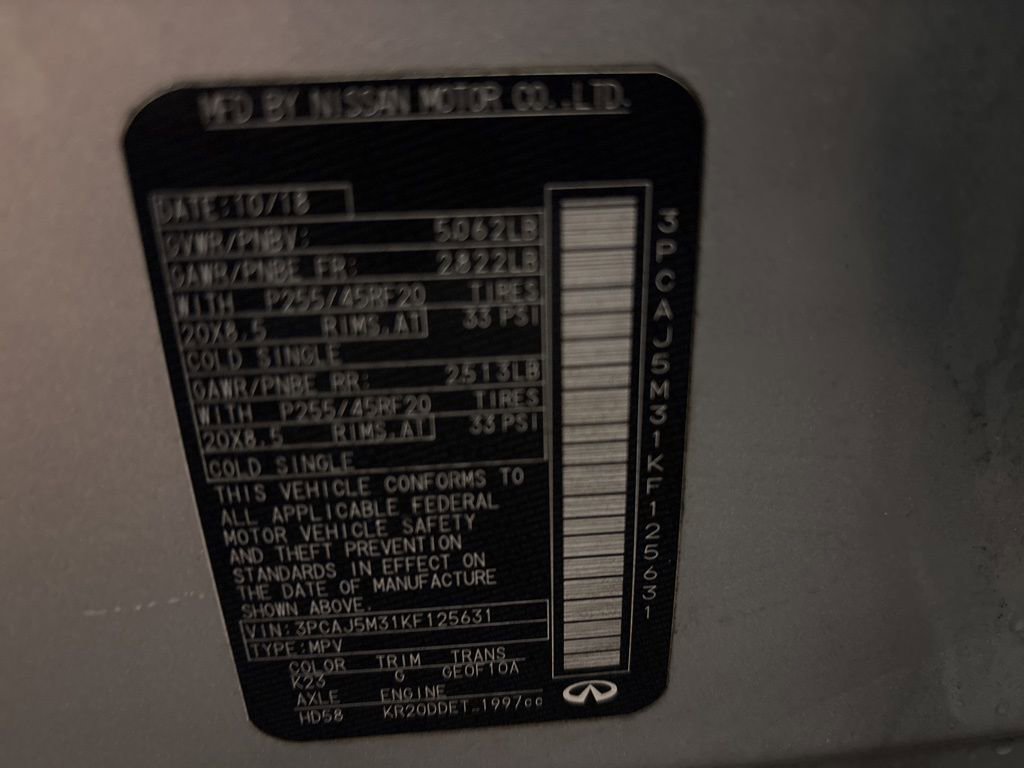 MFD BY NISSAN MOTOR CO.,LTD.
DATE:10/18
GVWR/PNBV: 5062LB
GAWR/PNBE FR: 2822LB
WITH P255/45RF20 TIRES
20X8.5 RIMS,AT 33 PSI
COLD SINGLE
GAWR/PNBE RR: 2513LB
WITH P255/45RF20 TIRES
20X8.5 RIMS,AT 33 PSI
COLD SINGLE
THIS VEHICLE CONFORMS TO
ALL APPLICABLE FEDERAL
MOTOR VEHICLE SAFETY
AND THEFT PREVENTION
STANDARDS IN EFFECT ON
THE DATE OF MANUFACTURE
SHOWN ABOVE.
VIN:3PCAJ5M31KF125631
TYPE:MPV
COLOR TRIM TRANS
K23 G GE0F10A
AXLE ENGINE
HD58 KR20DDET_1997cc
3PCAJ5M31KF125631